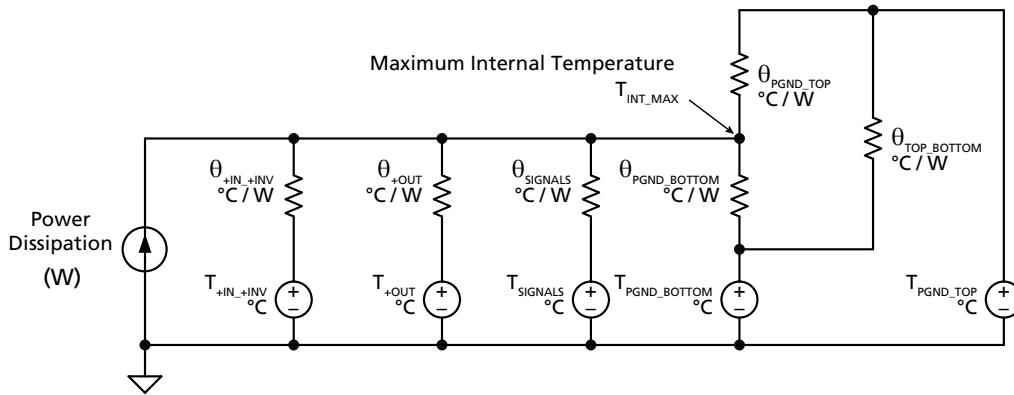 Maximum Internal Temperature
T_INT_MAX
θ_PGND_TOP
°C / W
θ_TOP_BOTTOM
°C / W
θ_+IN_+INV
°C / W
θ_+OUT
°C / W
θ_SIGNALS
°C / W
θ_PGND_BOTTOM
°C / W
Power
Dissipation
(W)
T_+IN_+INV
°C
+
−
T_+OUT
°C
+
−
T_SIGNALS
°C
+
−
T_PGND_BOTTOM
°C
+
−
T_PGND_TOP
°C
+
−